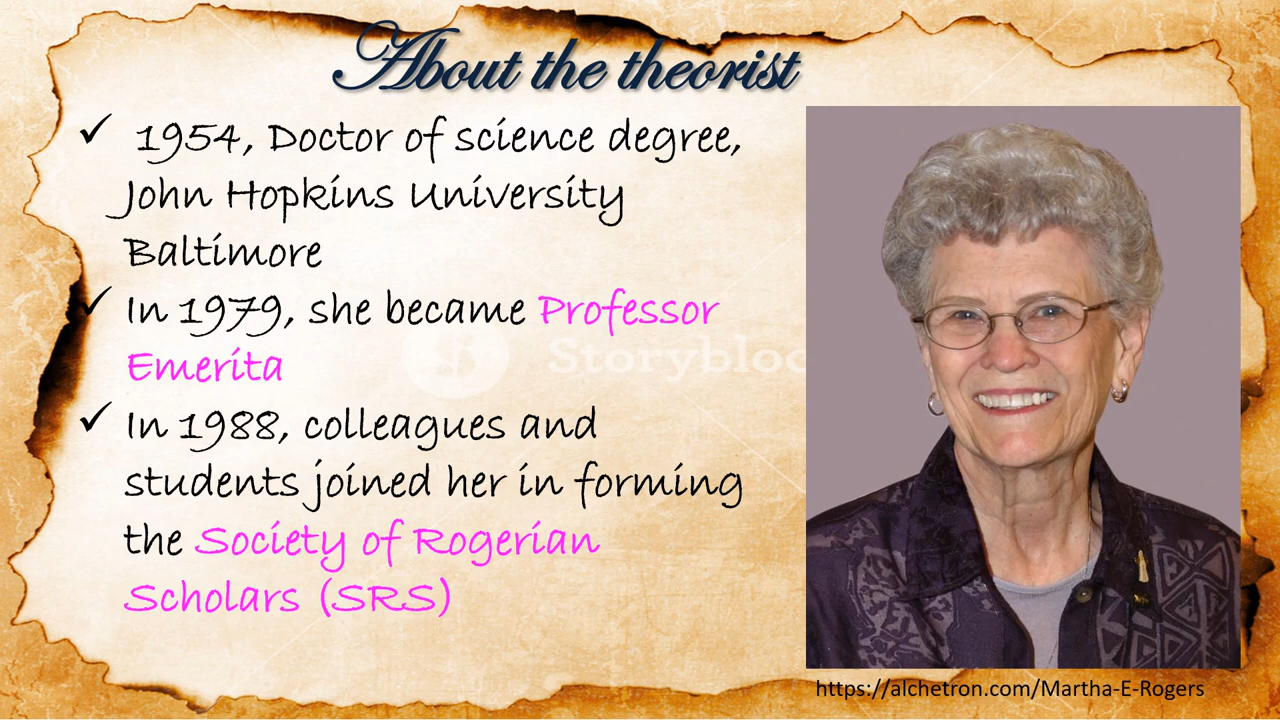 About the theorist
✓ 1954, Doctor of science degree,
John Hopkins University
Baltimore
✓ In 1979, she became Professor
Emerita
Storybloc
✓ In 1988, colleagues and
students joined her in forming
the Society of Rogerian
Scholars (SRS)
https://alchetron.com/Martha-E-Rogers